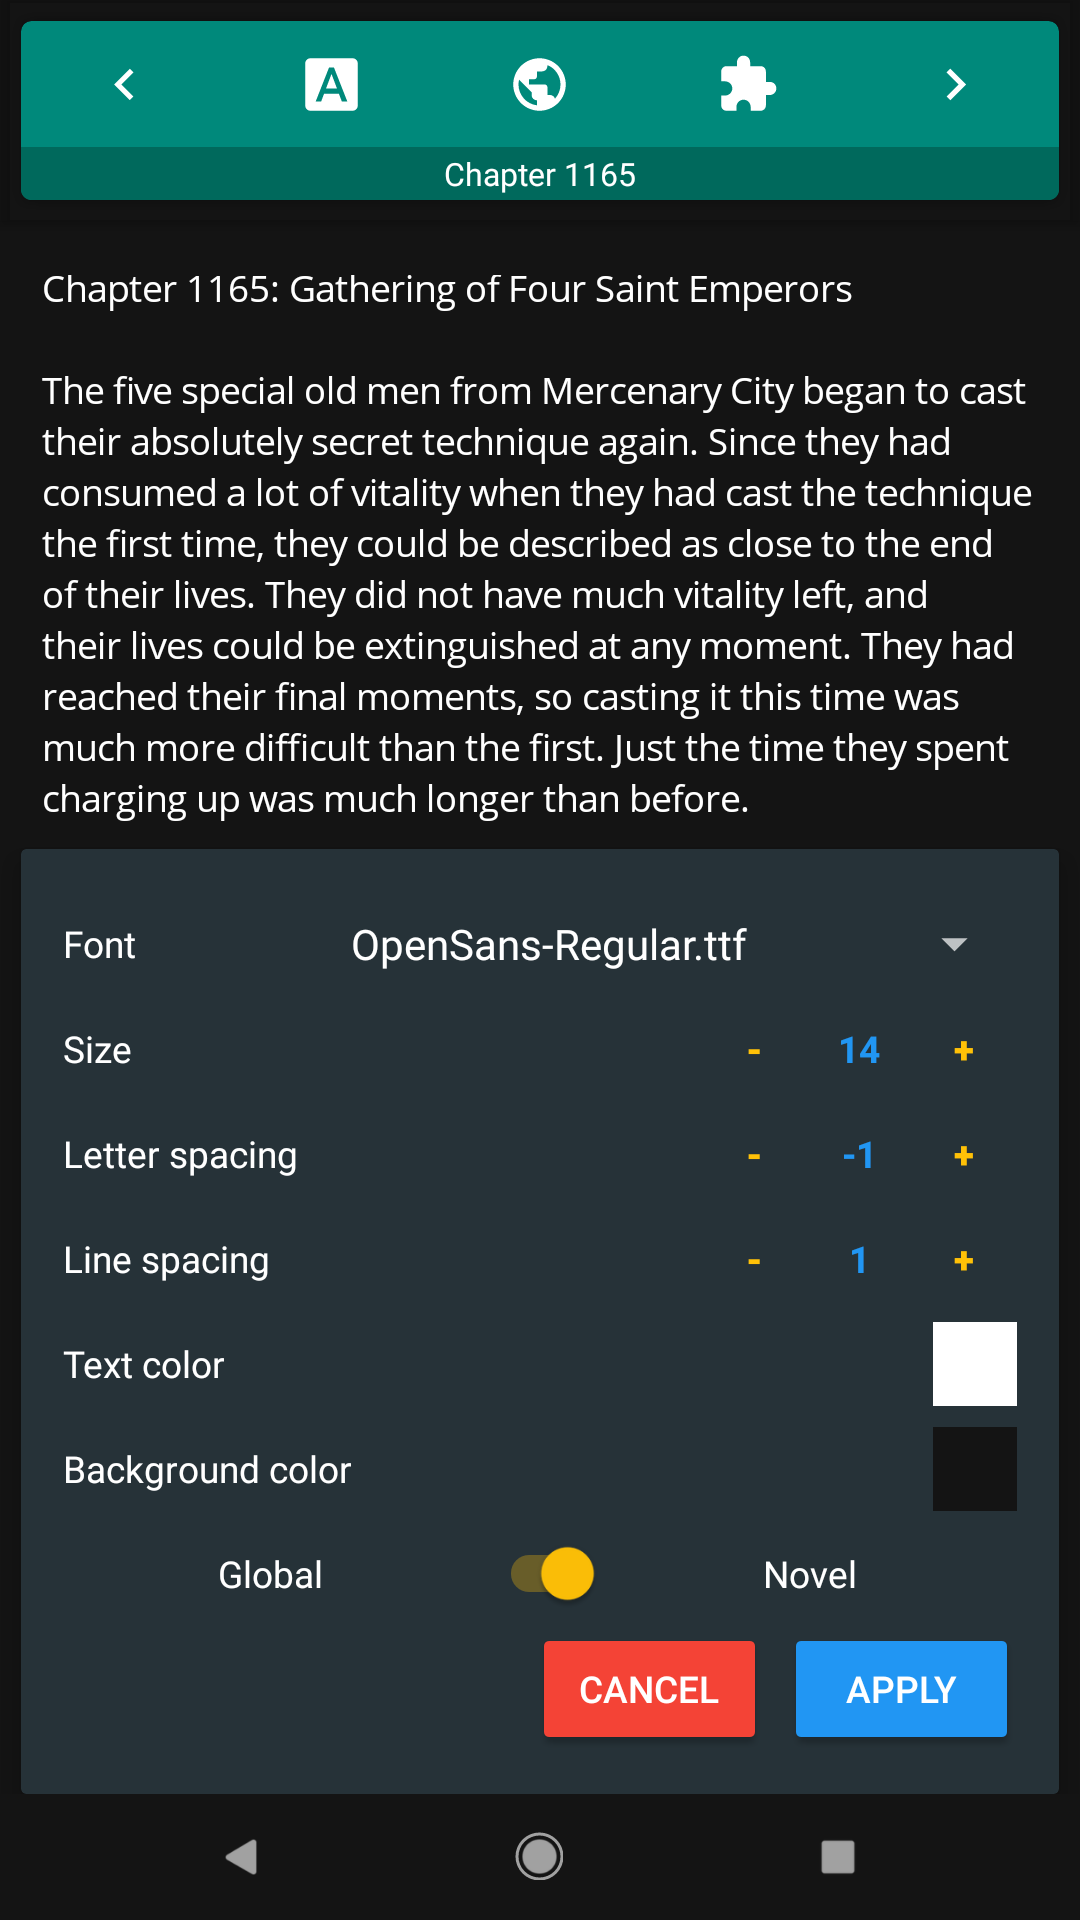 A
Chapter 1165
Chapter 1165: Gathering of Four Saint Emperors
The five special old men from Mercenary City began to cast
their absolutely secret technique again. Since they had
consumed a lot of vitality when they had cast the technique
the first time, they could be described as close to the end
of their lives. They did not have much vitality left, and
their lives could be extinguished at any moment. They had
reached their final moments, so casting it this time was
much more difficult than the first. Just the time they spent
charging up was much longer than before.
Font OpenSans-Regular.ttf
Size - 14 +
Letter spacing - -1 +
Line spacing - 1 +
Text color
Background color
Global Novel
CANCEL APPLY